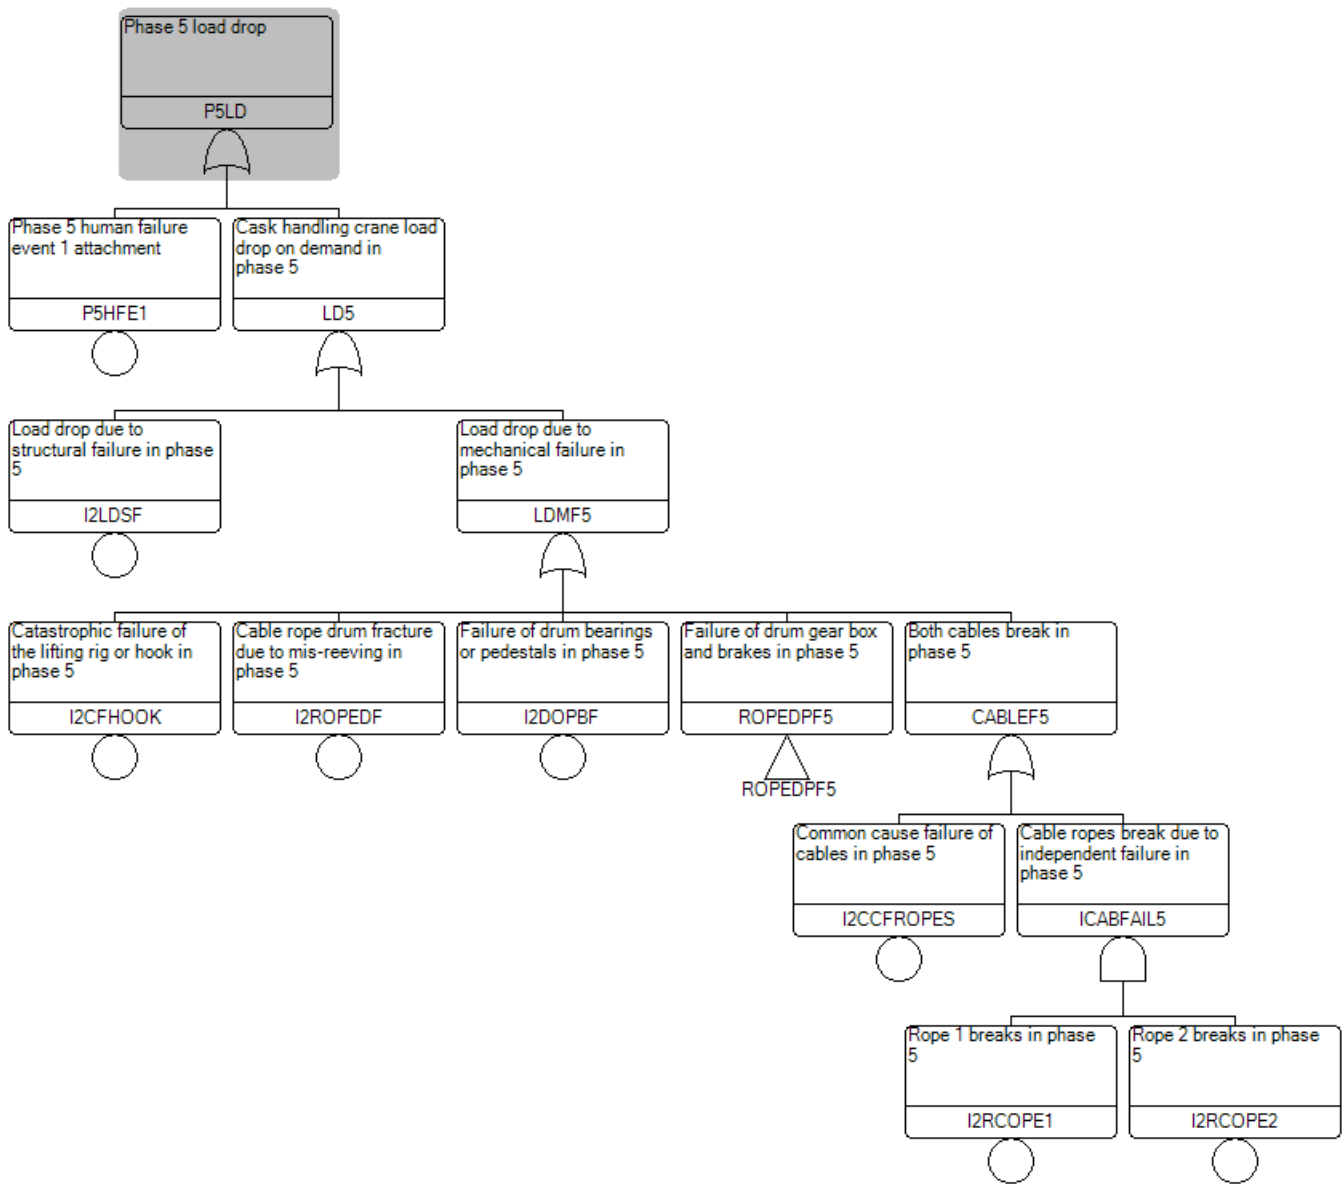 Phase 5 load drop
P5LD
Phase 5 human failure
event 1 attachment
P5HFE1
Cask handling crane load
drop on demand in
phase 5
LD5
Load drop due to
structural failure in phase
5
I2LDSF
Load drop due to
mechanical failure in
phase 5
LDMF5
Catastrophic failure of
the lifting rig or hook in
phase 5
I2CFHOOK
Cable rope drum fracture
due to mis-reeving in
phase 5
I2ROPEDF
Failure of drum bearings
or pedestals in phase 5
I2DOPBF
Failure of drum gear box
and brakes in phase 5
ROPEDPF5
ROPEDPF5
Both cables break in
phase 5
CABLEF5
Common cause failure of
cables in phase 5
I2CCFROPES
Cable ropes break due to
independent failure in
phase 5
ICABFAIL5
Rope 1 breaks in phase
5
I2RCOPE1
Rope 2 breaks in phase
5
I2RCOPE2